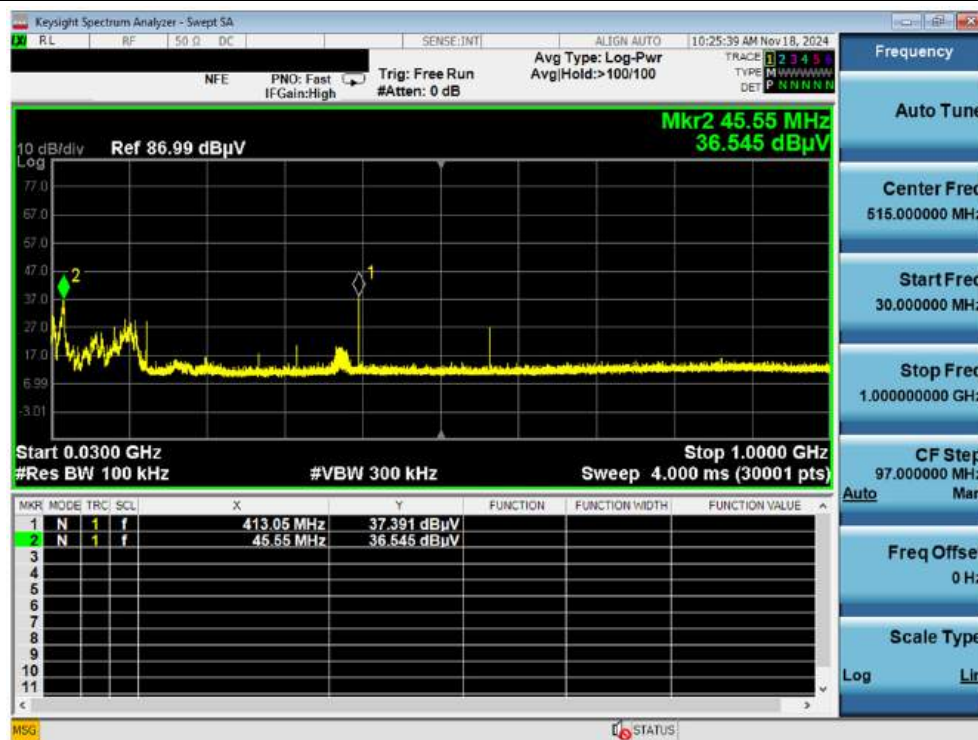 Keysight Spectrum Analyzer - Swept SA
RL RF 50 Ω DC SENSE:INT ALIGN AUTO 10:25:39 AM Nov 18, 2024
NFE PNO: Fast Trig: Free Run Avg Type: Log-Pwr TRACE 1 2 3 4 5 6
IFGain:High #Atten: 0 dB Avg|Hold:>100/100 TYPE M WWWWW
DET P N N N N N
Mkr2 45.55 MHz
36.545 dBµV
10 dB/div Ref 86.99 dBµV
Log
77.0
67.0
57.0
47.0
37.0
27.0
17.0
6.99
-3.01
2
1
Start 0.0300 GHz Stop 1.0000 GHz
#Res BW 100 kHz #VBW 300 kHz Sweep 4.000 ms (30001 pts)
MKR MODE TRC SCL X Y FUNCTION FUNCTION WIDTH FUNCTION VALUE
1 N 1 f 413.05 MHz 37.391 dBµV
2 N 1 f 45.55 MHz 36.545 dBµV
3
4
5
6
7
8
9
10
11
MSG STATUS
Frequency
Auto Tune
Center Freq
515.000000 MHz
Start Freq
30.000000 MHz
Stop Freq
1.000000000 GHz
CF Step
97.000000 MHz
Auto Man
Freq Offset
0 Hz
Scale Type
Log Lin